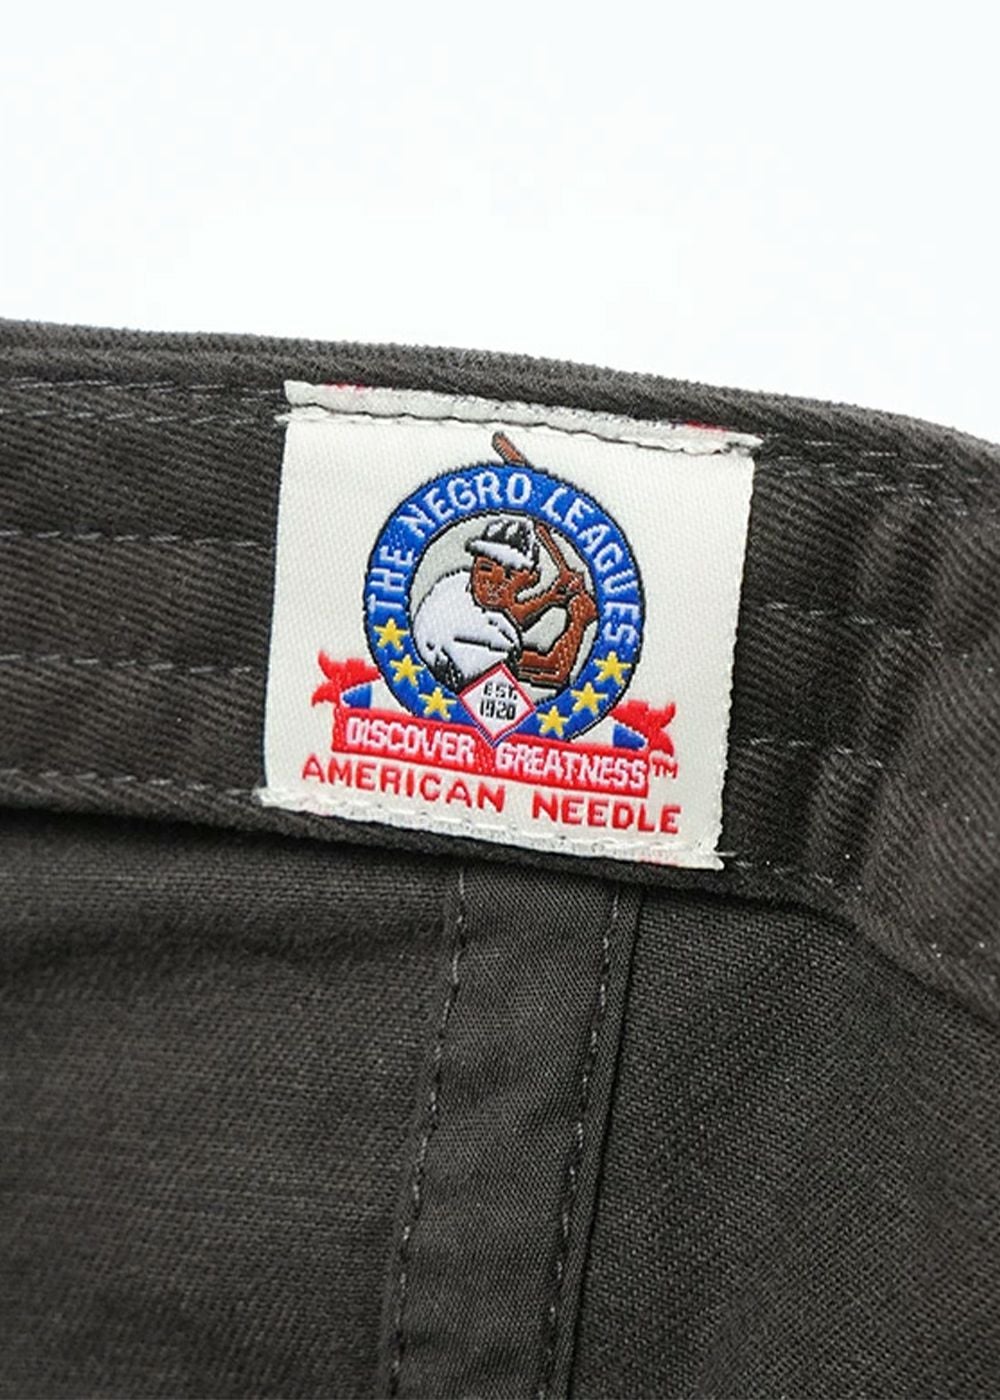 THE NEGRO LEAGUES
EST.
1920
DISCOVER GREATNESS™
AMERICAN NEEDLE